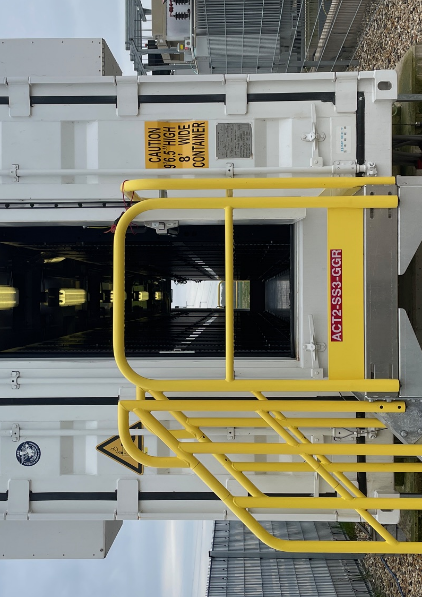 CAUTION
9'6.5"HIGH
8' WIDE
CONTAINER
ACT2-SS3-GGR